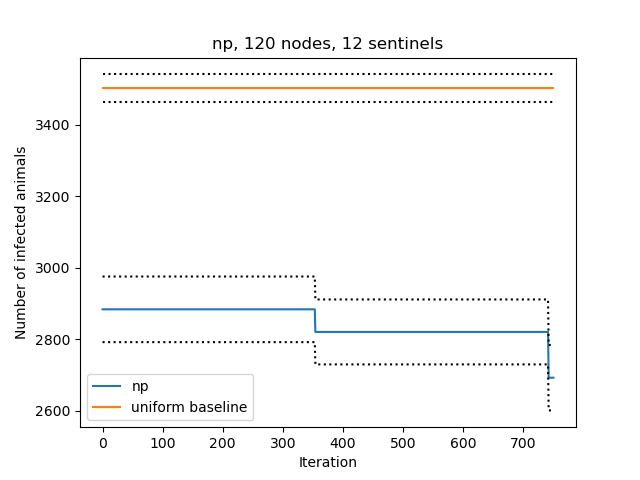 np, 120 nodes, 12 sentinels
Number of infected animals
3400
3200
3000
2800
2600
np
uniform baseline
0 100 200 300 400 500 600 700
Iteration